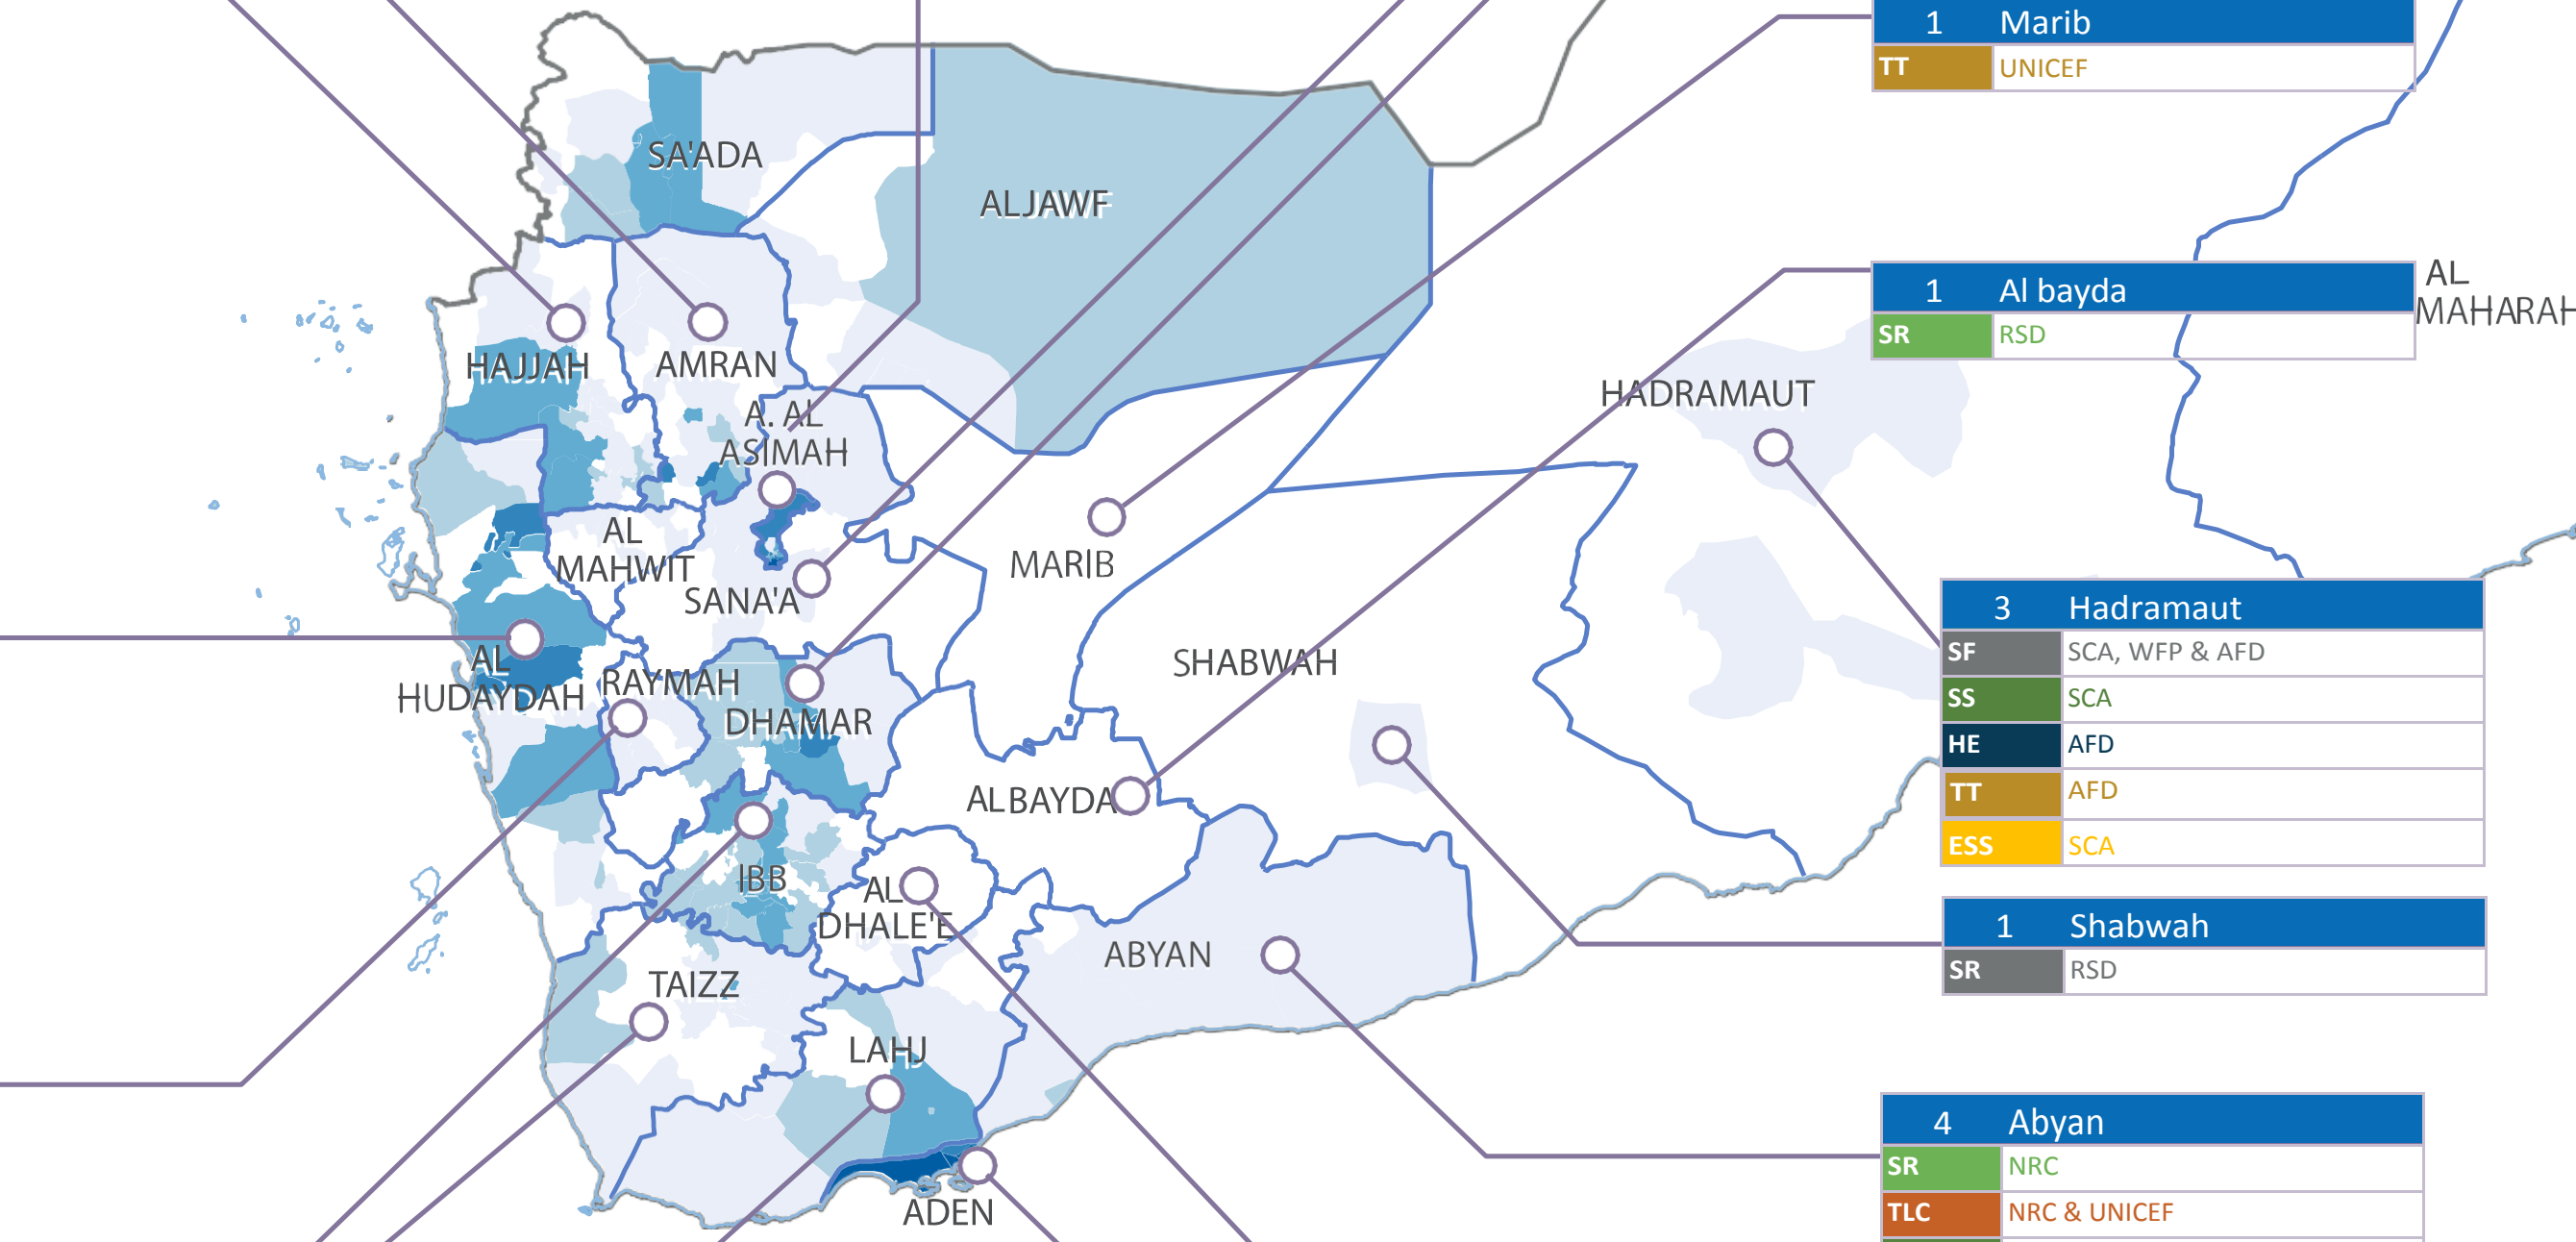 1 Marib
TT UNICEF
SA'ADA
ALJAWF
1 Al bayda
SR RSD
AL
MAHARAH
HAJJAH
AMRAN
HADRAMAUT
A. AL
ASIMAH
AL
MAHWIT
MARIB
SANA'A
3 Hadramaut
SF SCA, WFP & AFD
SS SCA
HE AFD
TT AFD
ESS SCA
AL
HUDAYDAH
RAYMAH
DHAMAR
SHABWAH
ALBAYDA
IBB
AL
DHALE'E
1 Shabwah
SR RSD
ABYAN
TAIZZ
LAHJ
ADEN
4 Abyan
SR NRC
TLC NRC & UNICEF